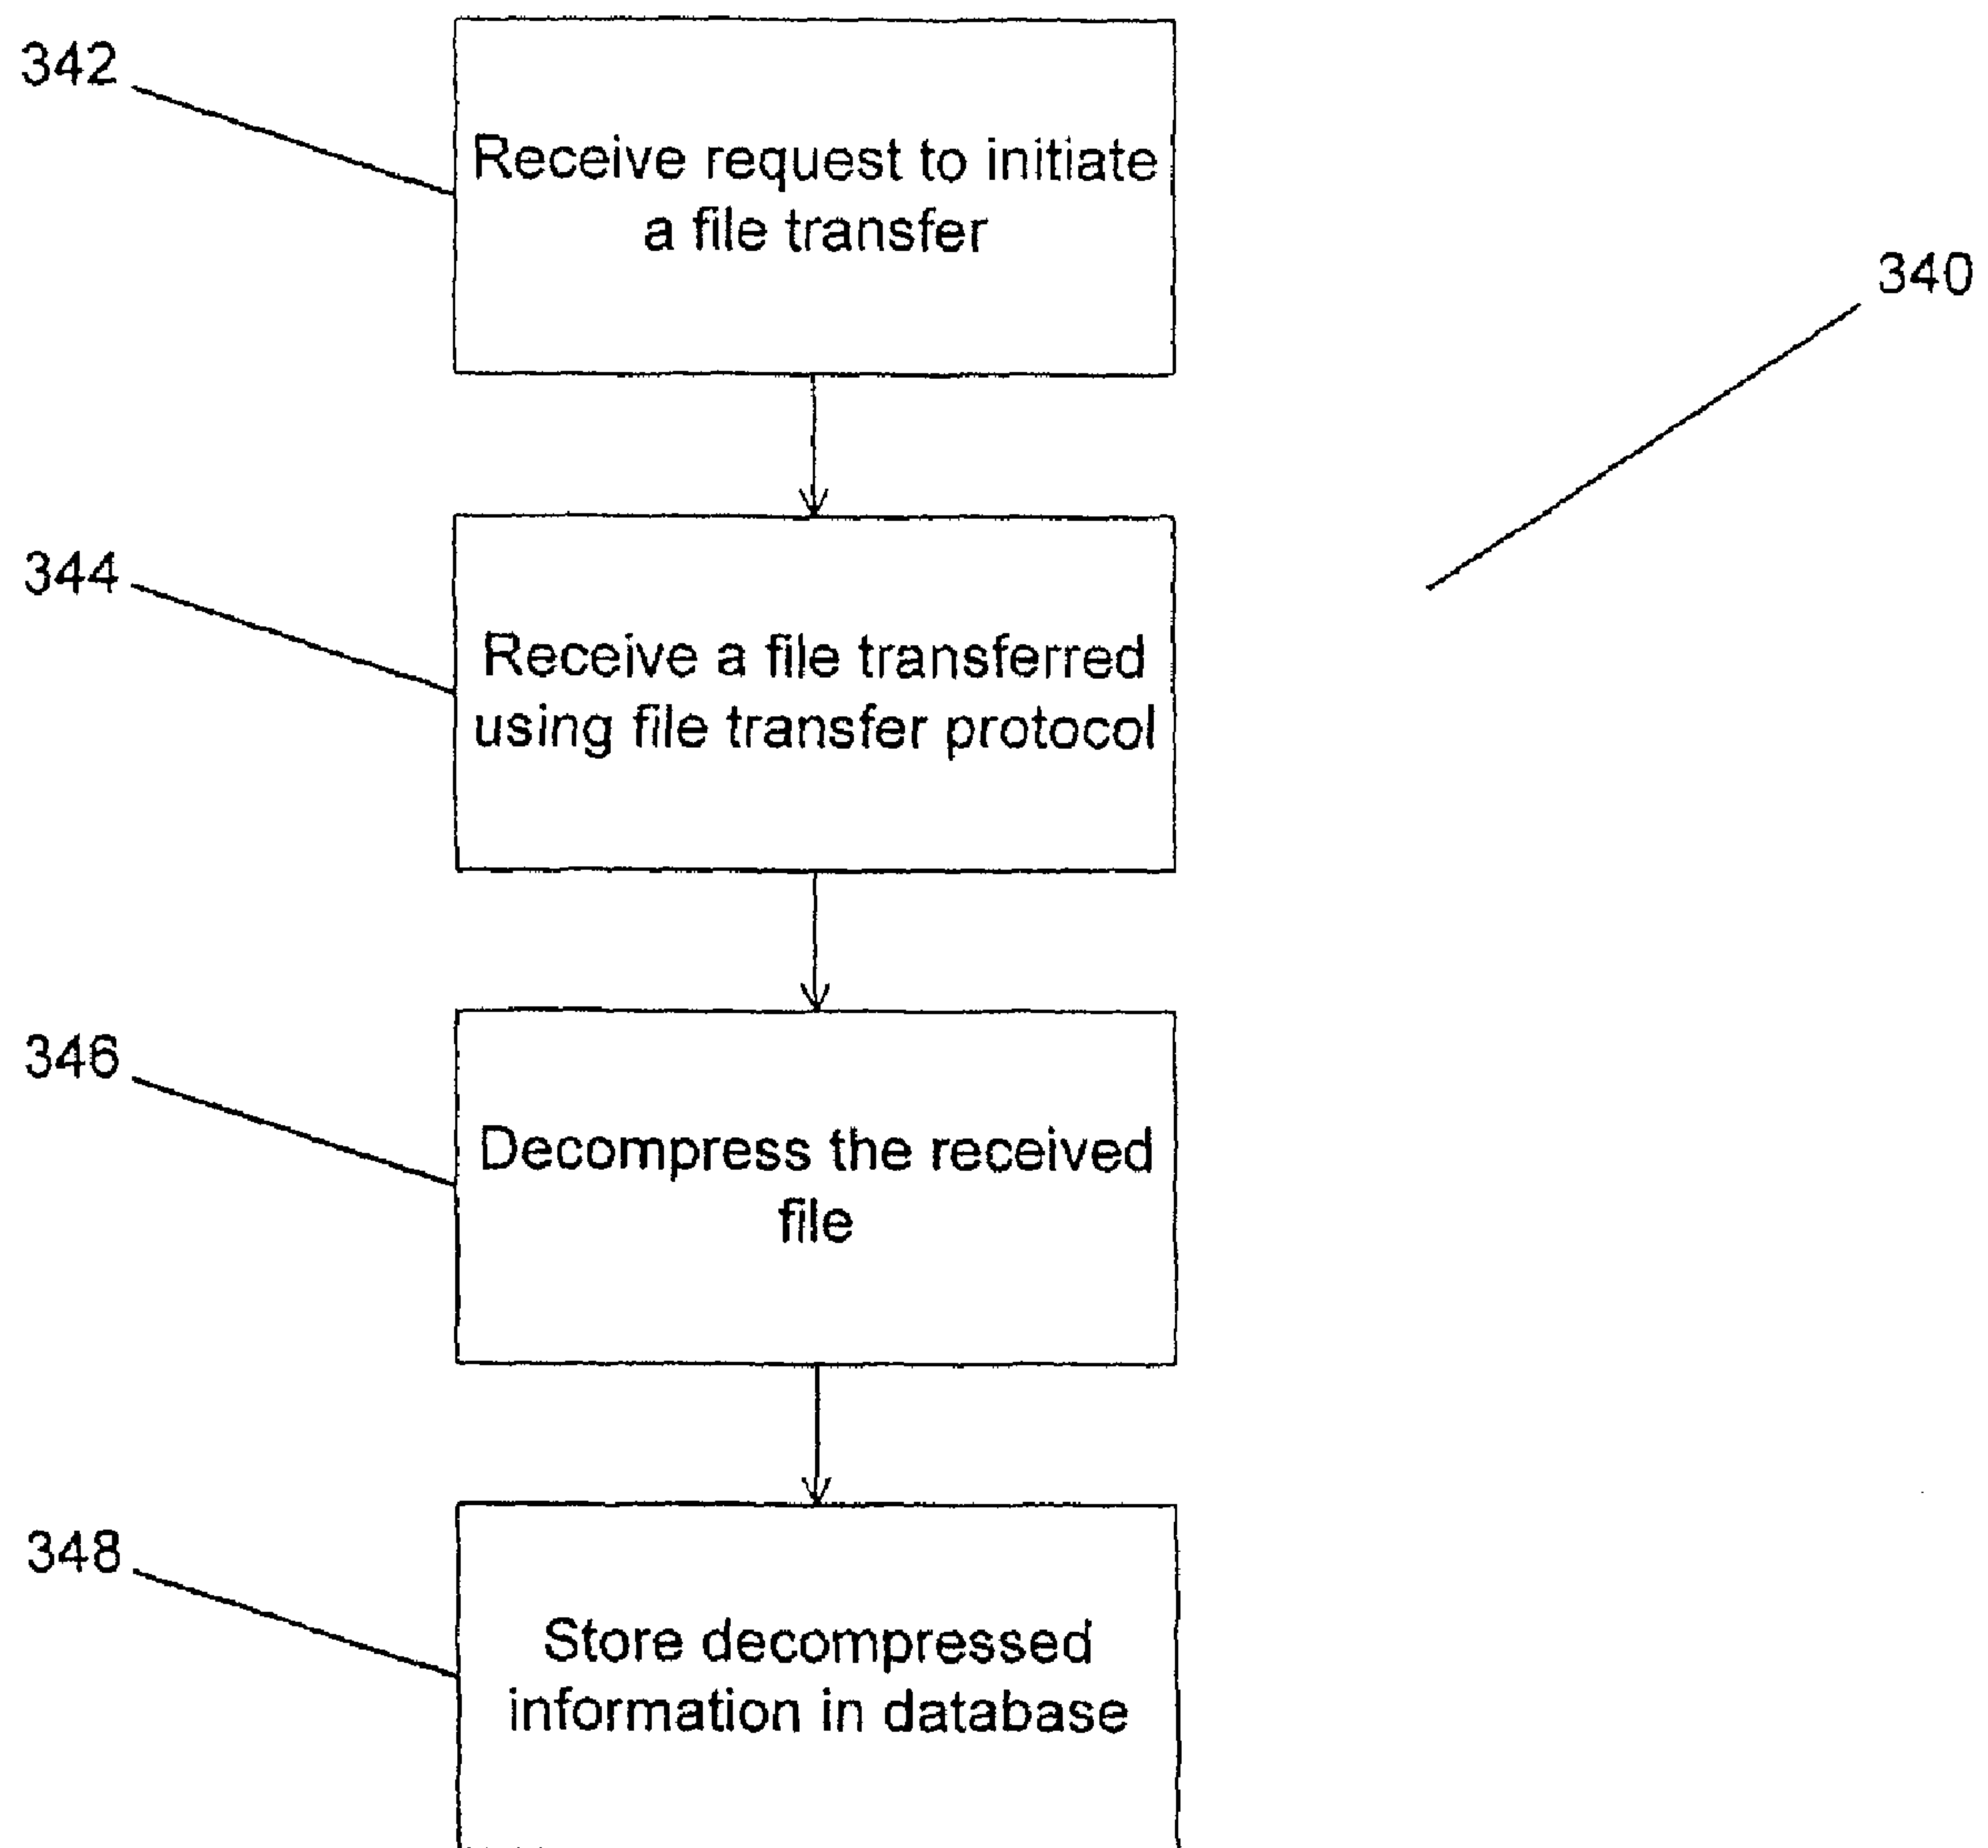 342
Receive request to initiate
a file transfer
340
344
Receive a file transferred
using file transfer protocol
346
Decompress the received
file
348
Store decompressed
information in database